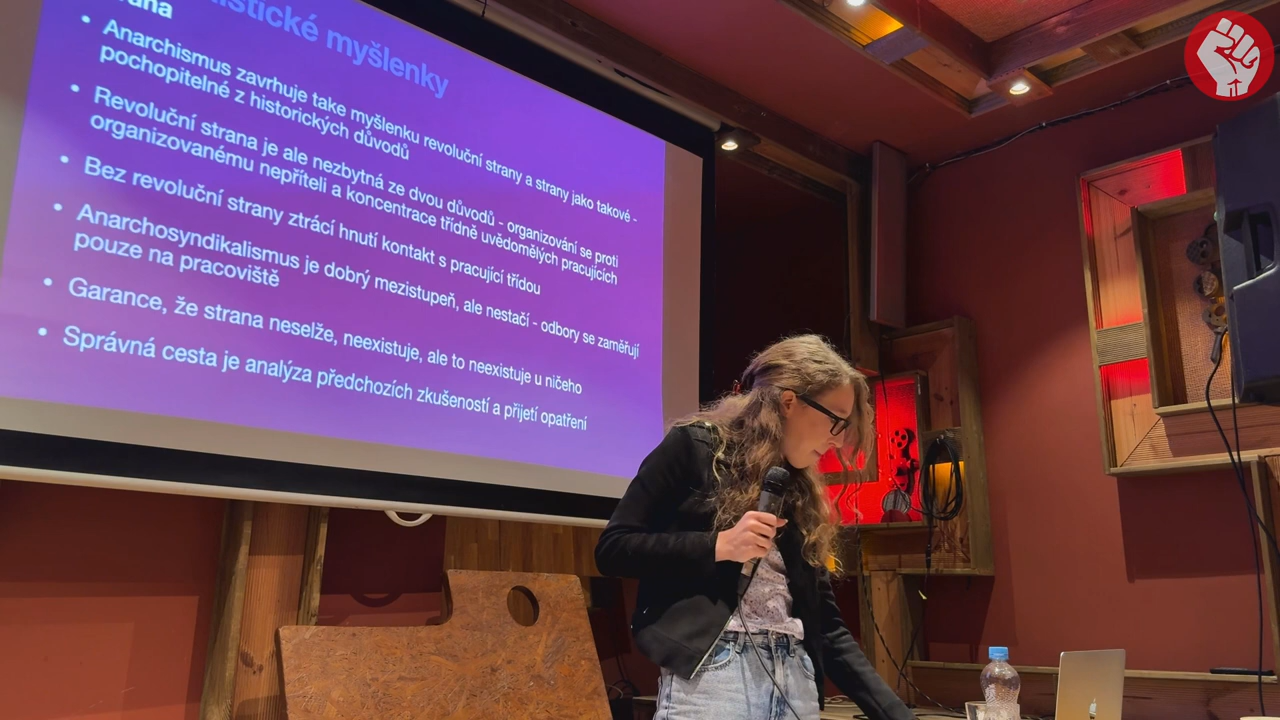 istické myšlenky
Anarchismus zavrhuje take myšlenku revoluční strany a strany jako takové -
pochopitelné z historických důvodů
Revoluční strana je ale nezbytná ze dvou důvodů - organizování se proti
organizovanému nepříteli a koncentrace třídně uvědomělých pracujících
Bez revoluční strany ztrácí hnutí kontakt s pracující třídou
Anarchosyndikalismus je dobrý mezistupeň, ale nestačí - odbory se zaměřují
pouze na pracoviště
Garance, že strana neselže, neexistuje, ale to neexistuje u ničeho
Správná cesta je analýza předchozích zkušeností a přijetí opatření